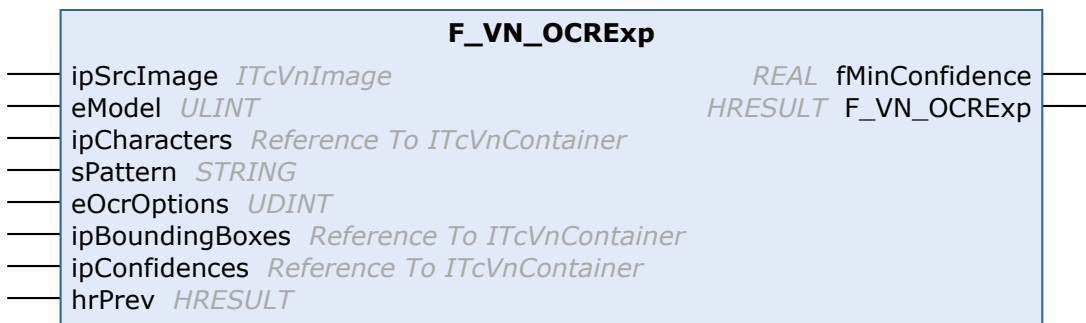 F_VN_OCRExp
ipSrcImage ITcVnImage REAL fMinConfidence
eModel ULINT HRESULT F_VN_OCRExp
ipCharacters Reference To ITcVnContainer
sPattern STRING
eOcrOptions UDINT
ipBoundingBoxes Reference To ITcVnContainer
ipConfidences Reference To ITcVnContainer
hrPrev HRESULT